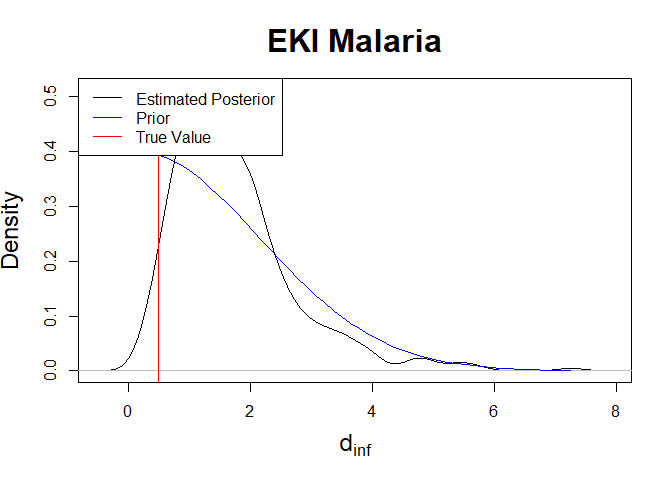 EKI Malaria
Estimated Posterior
Prior
True Value
Density
0.5
0.4
0.3
0.2
0.1
0.0
0 2 4 6 8
d_inf